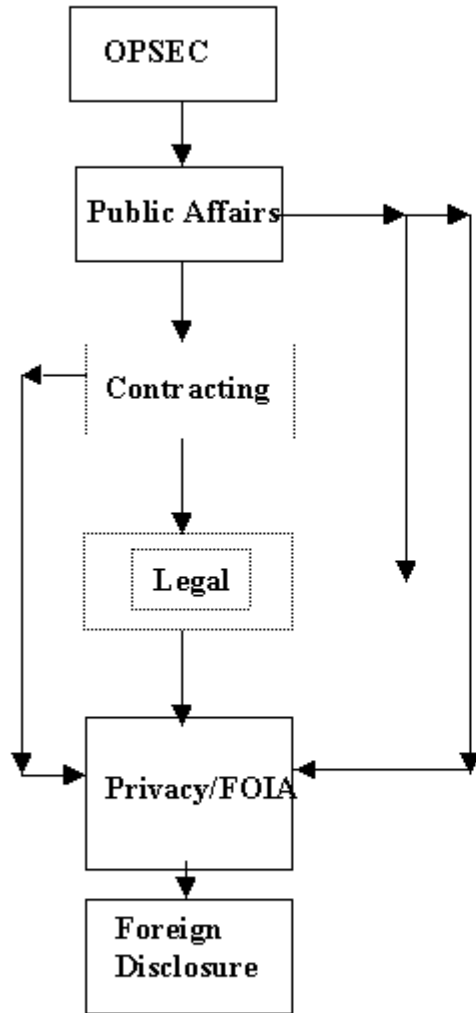 OPSEC
Public Affairs
Contracting
Legal
Privacy/FOIA
Foreign
Disclosure